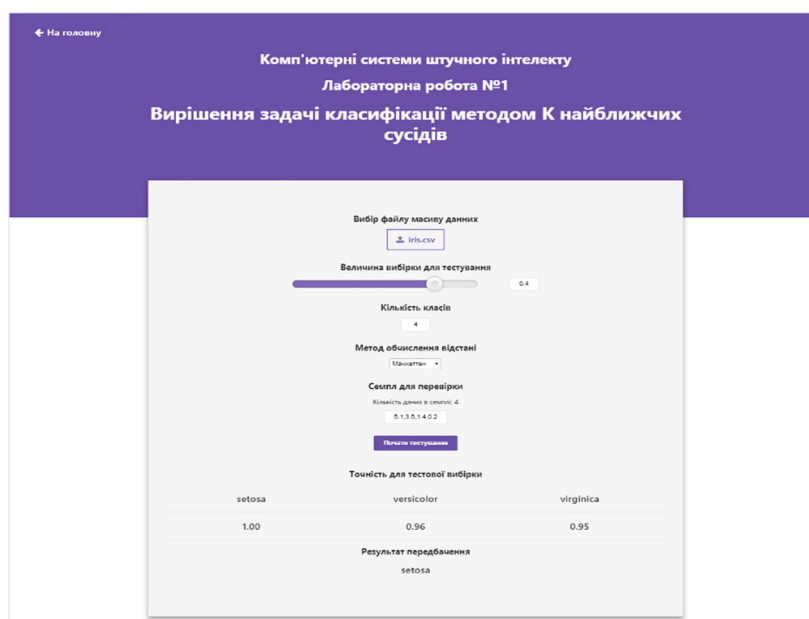 На головну
Комп'ютерні системи штучного інтелекту
Лабораторна робота №1
Вирішення задачі класифікації методом К найближчих
сусідів
Вибір файлу масиву данних
iris.csv
Величина вибірки для тестування
0.4
Кількість класів
4
Метод обчислення відстані
Манхеттен
Семпл для перевірки
Кількість даних в семплі: 4
5.1,3.5,1.4,0.2
Почати тестування
Точність для тестової вибірки
setosa versicolor virginica
1.00 0.96 0.95
Результат передбачення
setosa